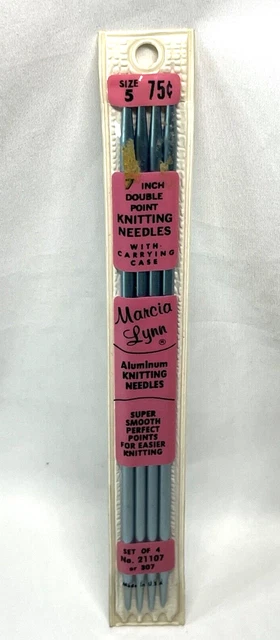 SIZE 5 75¢
7 INCH
DOUBLE
POINT
KNITTING
NEEDLES
WITH-
CARRYING
CASE
Marcia
Lynn ®
Aluminum
KNITTING
NEEDLES
SUPER
SMOOTH
PERFECT
POINTS
FOR EASIER
KNITTING
SET OF 4
No. 21107
or 307
Made in U.S.A.